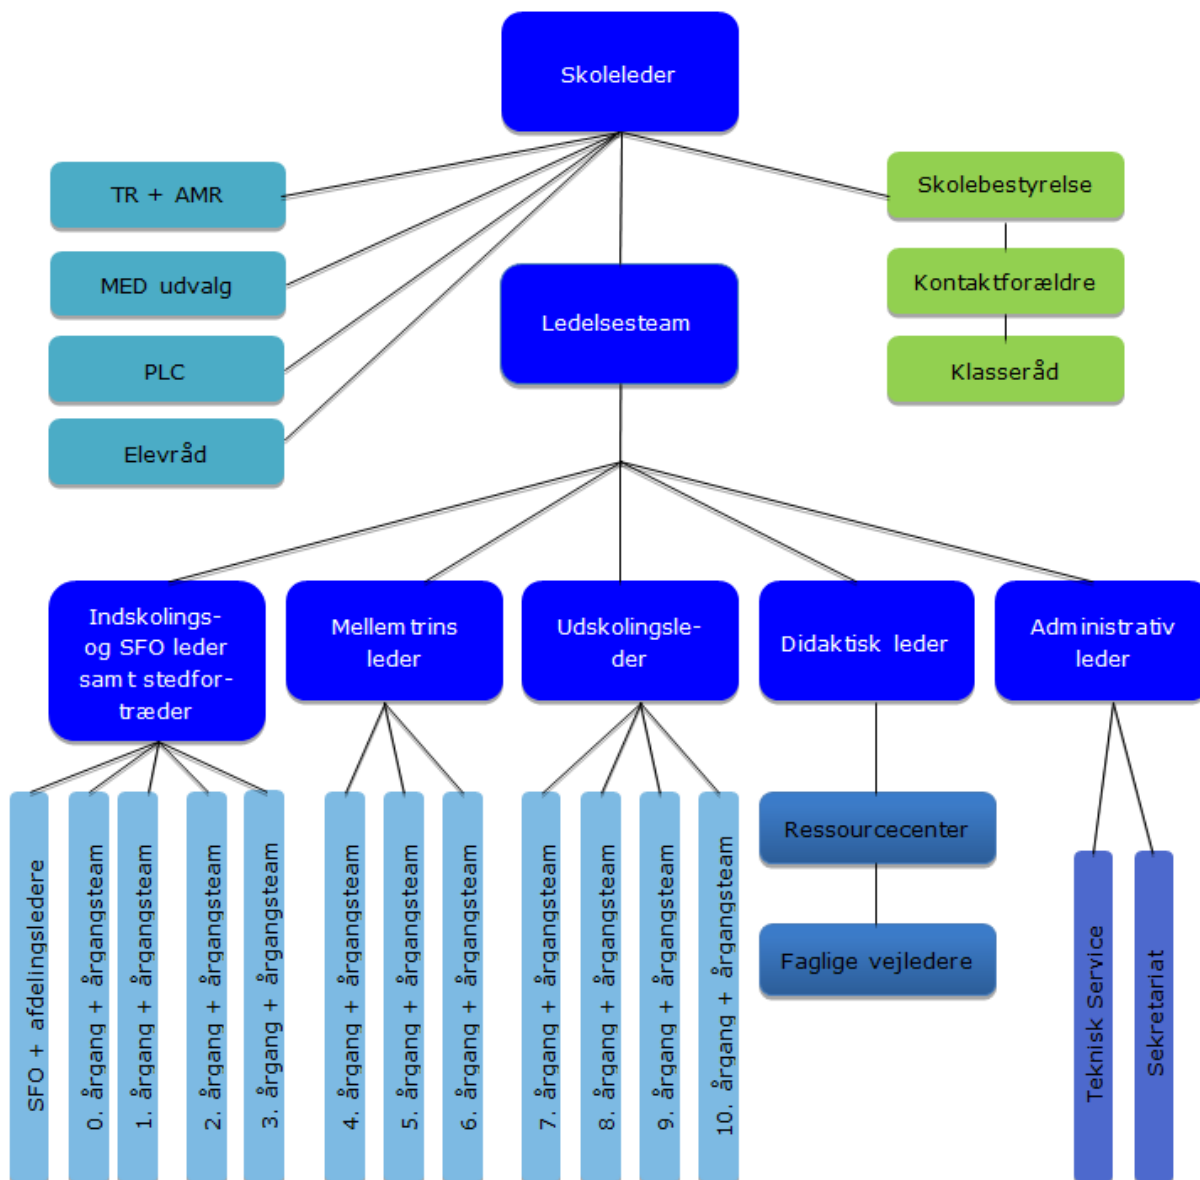 Skoleleder
TR + AMR
MED udvalg
PLC
Elevråd
Skolebestyrelse
Kontaktforældre
Klasseråd
Ledelsesteam
Indskolings-
og SFO leder
samt stedfor-
træder
Mellemtrins
leder
Udskolingsle-
der
Didaktisk leder
Administrativ
leder
SFO + afdelingsledere
0. årgang + årgangsteam
1. årgang + årgangsteam
2. årgang + årgangsteam
3. årgang + årgangsteam
4. årgang + årgangsteam
5. årgang + årgangsteam
6. årgang + årgangsteam
7. årgang + årgangsteam
8. årgang + årgangsteam
9. årgang + årgangsteam
10. årgang + årgangsteam
Ressourcecenter
Faglige vejledere
Teknisk Service
Sekretariat